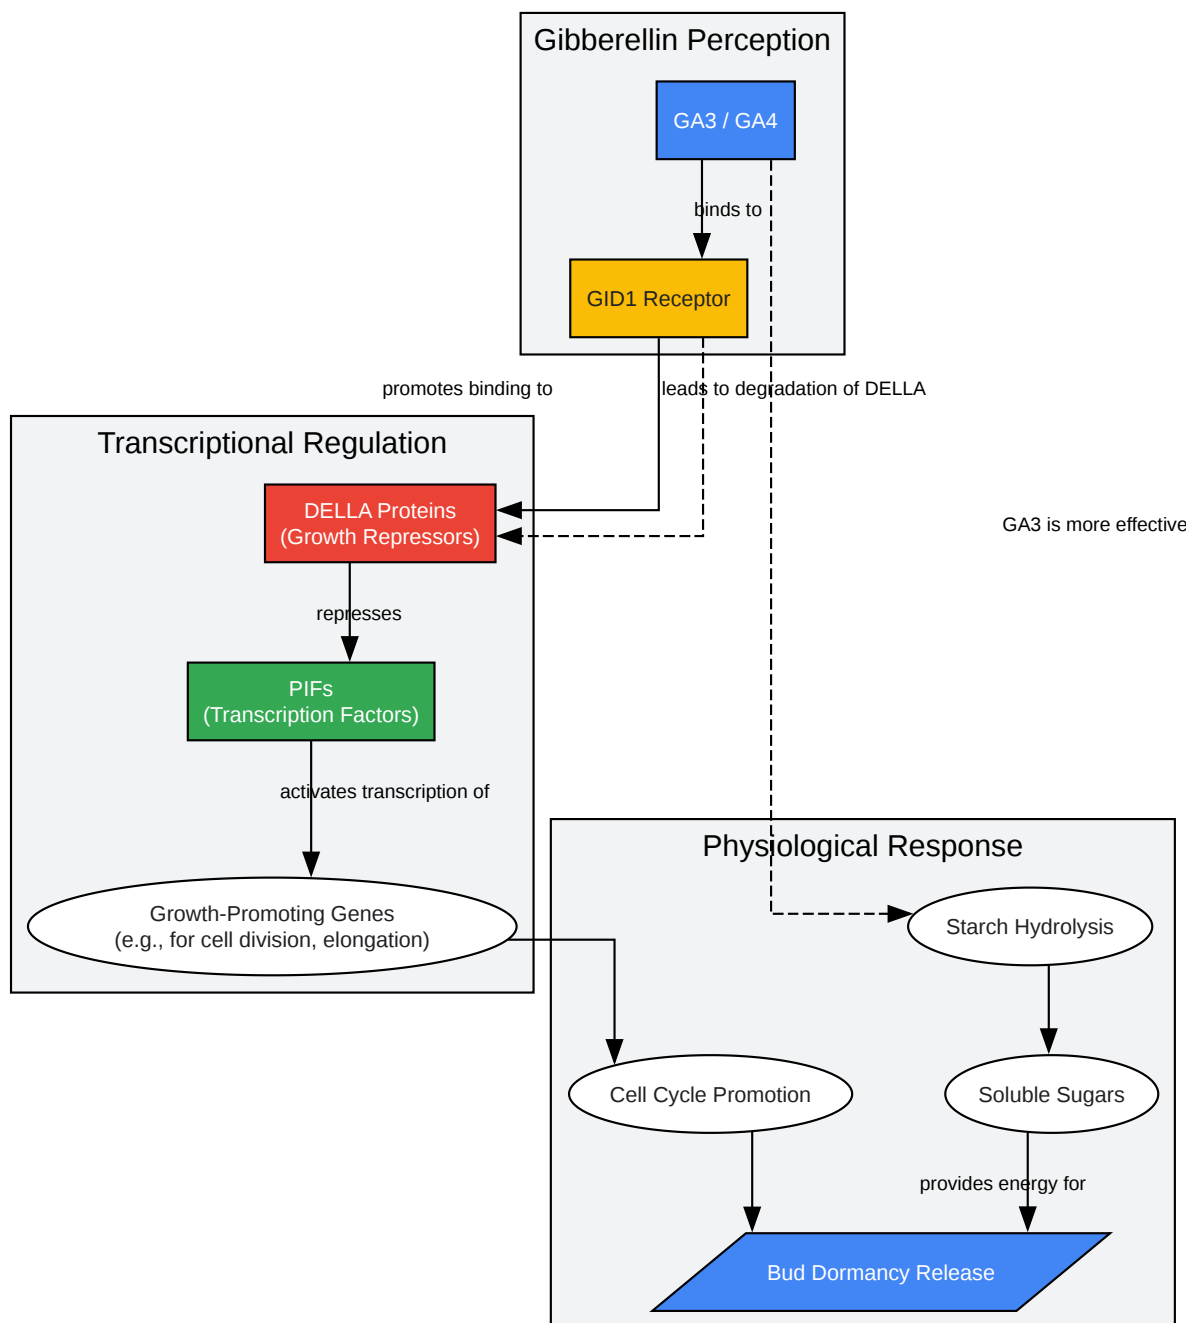 Gibberellin Perception
GA3 / GA4
binds to
GID1 Receptor
promotes binding to
leads to degradation of DELLA
Transcriptional Regulation
DELLA Proteins
(Growth Repressors)
GA3 is more effective
represses
PIFs
(Transcription Factors)
activates transcription of
Physiological Response
Growth-Promoting Genes
(e.g., for cell division, elongation)
Starch Hydrolysis
Cell Cycle Promotion
Soluble Sugars
provides energy for
Bud Dormancy Release